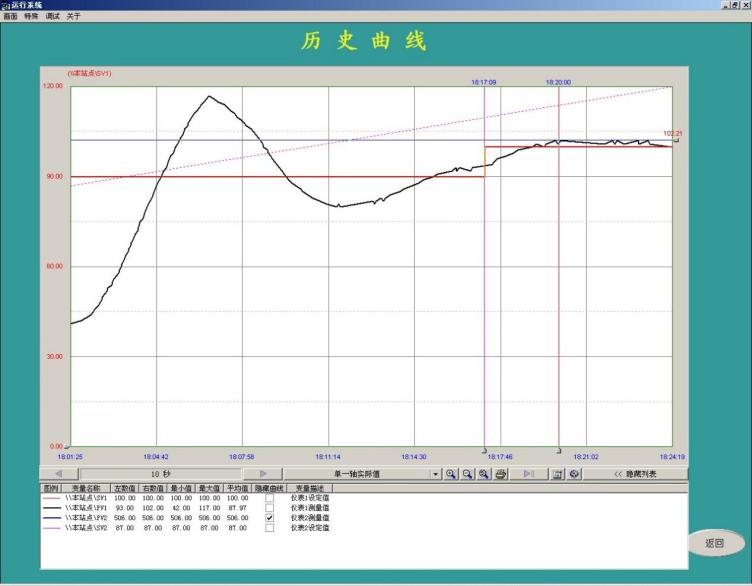 运行系统
画面 特殊 调试 关于
历 史 曲 线
(\\本站点\SV1)
18:17:09 18:20:00
120.00
102.21
90.00
60.00
30.00
0.00
18:01:25 18:04:42 18:07:58 18:11:14 18:14:30 18:17:46 18:21:02 18:24:19
10 秒 单一轴实际值 << 隐藏列表
图例 变量名称 左数值 右数值 最小值 最大值 平均值 隐藏曲线 变量描述
\\本站点\SV1 100.00 100.00 100.00 100.00 100.00 仪表1设定值
\\本站点\PV1 93.00 102.00 42.00 117.00 87.97 仪表1测量值
\\本站点\PV2 506.00 506.00 506.00 506.00 506.00 仪表2测量值
\\本站点\SV2 87.00 87.00 87.00 87.00 87.00 仪表2设定值
返回